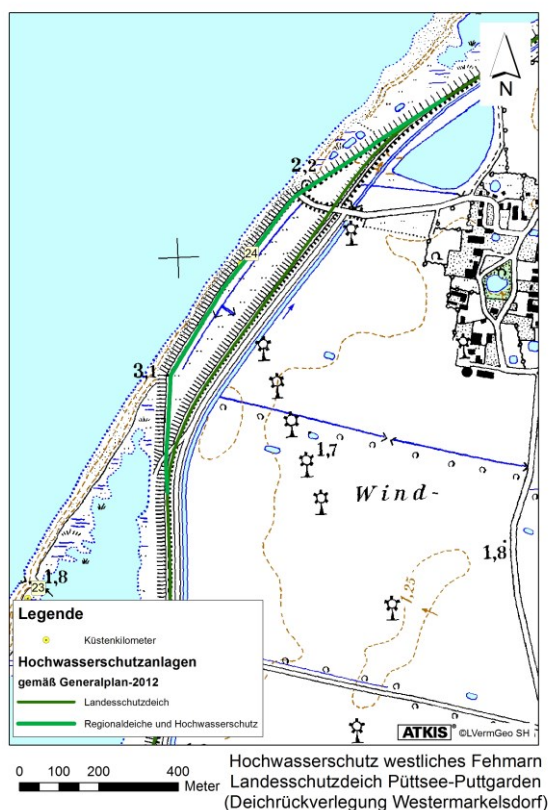 N
2,2
24
3,1
1,7
Wind-
1,8
1,25
1,8
23
Legende
Küstenkilometer
Hochwasserschutzanlagen
gemäß Generalplan-2012
Landesschutzdeich
Regionaldeiche und Hochwasserschutz
ATKIS ©LVermGeo SH
0 100 200 400
Meter
Hochwasserschutz westliches Fehmarn
Landesschutzdeich Püttsee-Puttgarden
(Deichrückverlegung Westermarkelsdorf)